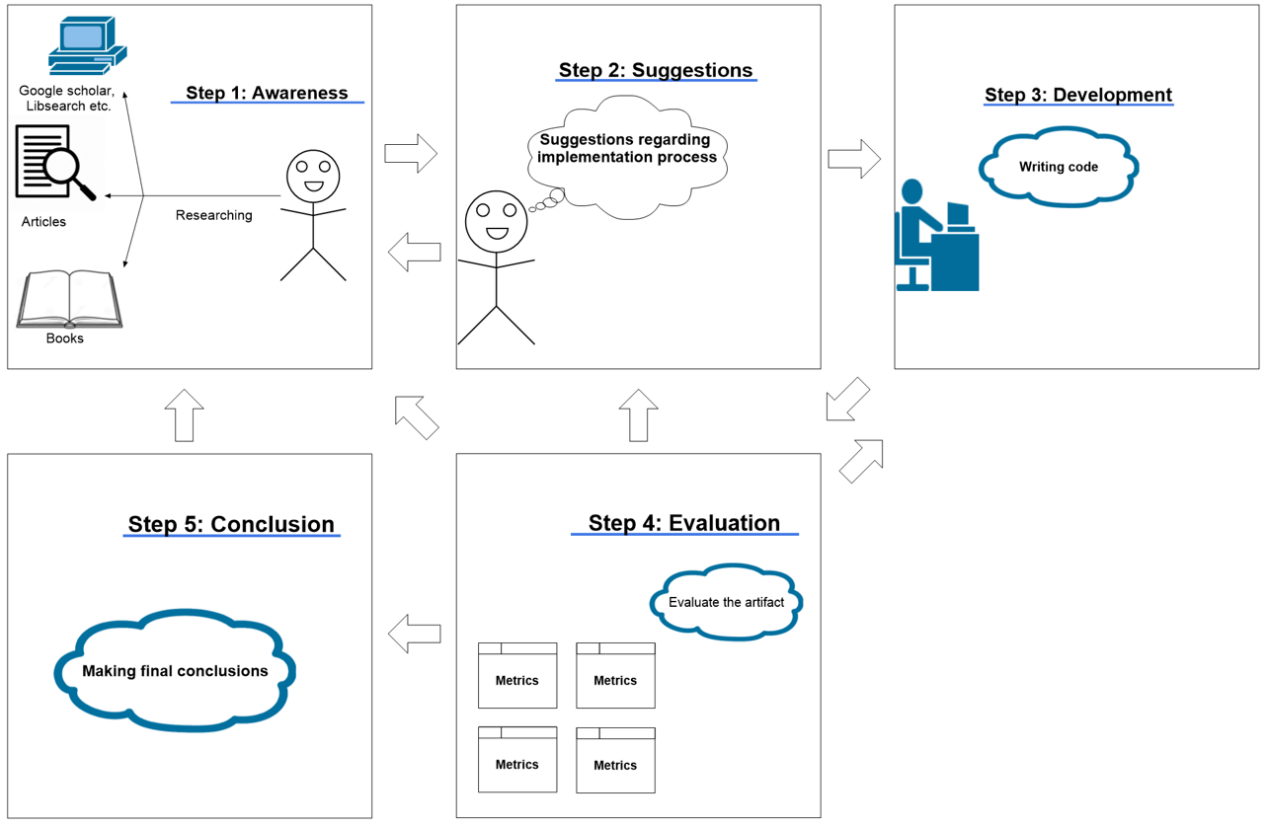 Google scholar,
Libsearch etc.
Step 1: Awareness
Articles
Researching
Books
Step 2: Suggestions
Suggestions regarding
implementation process
Step 3: Development
Writing code
Step 5: Conclusion
Making final conclusions
Step 4: Evaluation
Evaluate the artifact
Metrics
Metrics
Metrics
Metrics